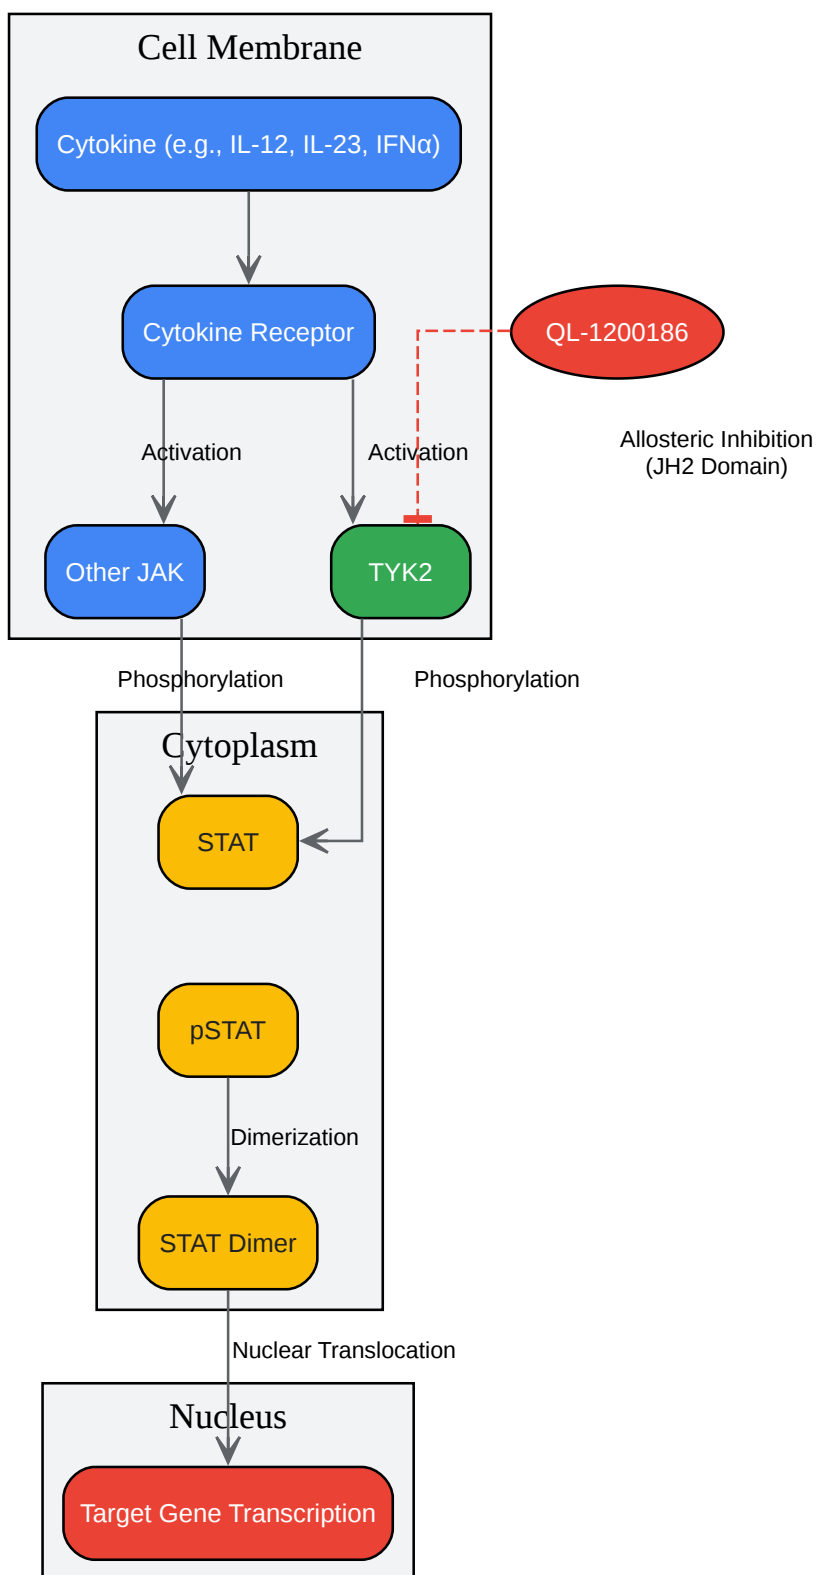 Cell Membrane
Cytokine (e.g., IL-12, IL-23, IFNα)
Cytokine Receptor
QL-1200186
Activation
Activation
Allosteric Inhibition
(JH2 Domain)
Other JAK
TYK2
Phosphorylation
Phosphorylation
Cytoplasm
STAT
pSTAT
Dimerization
STAT Dimer
Nuclear Translocation
Nucleus
Target Gene Transcription